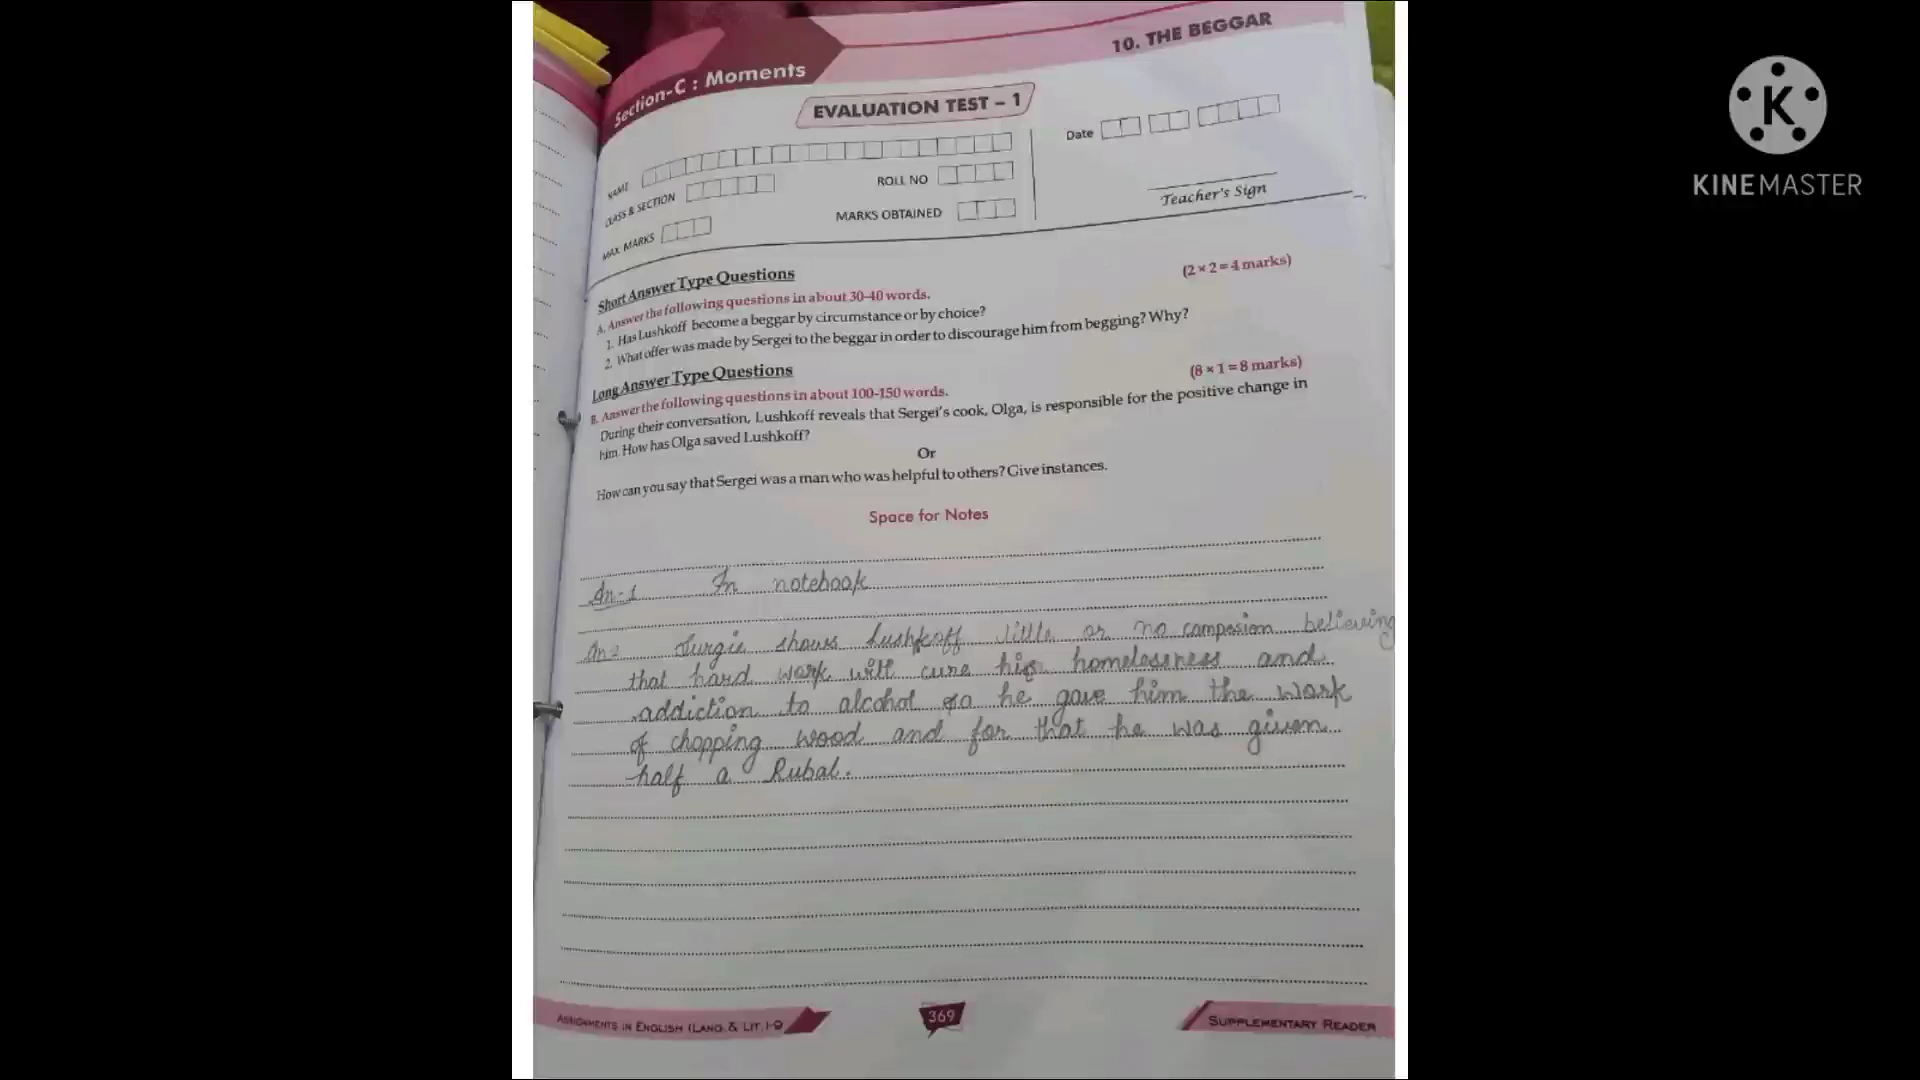 Section-C : Moments
10. THE BEGGAR
EVALUATION TEST – 1
NAME
Date
CLASS & SECTION
ROLL NO
Teacher's Sign
MAX. MARKS
MARKS OBTAINED
Short Answer Type Questions
(2 × 2 = 4 marks)
A. Answer the following questions in about 30-40 words.
1. Has Lushkoff become a beggar by circumstance or by choice?
2. What offer was made by Sergei to the beggar in order to discourage him from begging? Why?
Long Answer Type Questions
(8 × 1 = 8 marks)
B. Answer the following questions in about 100-150 words.
During their conversation, Lushkoff reveals that Sergei's cook, Olga, is responsible for the positive change in
him. How has Olga saved Lushkoff?
Or
How can you say that Sergei was a man who was helpful to others? Give instances.
Space for Notes
An-1 In notebook
An-2 Surgie shows Lushkoff little or no compasion believing
that hard work will cure his homelessness and
addiction to alcohol so he gave him the work
of chopping wood and for that he was given
half a Rubal.
ASSIGNMENTS IN ENGLISH (LANG. & LIT.)-9
369
SUPPLEMENTARY READER
K
KINEMASTER